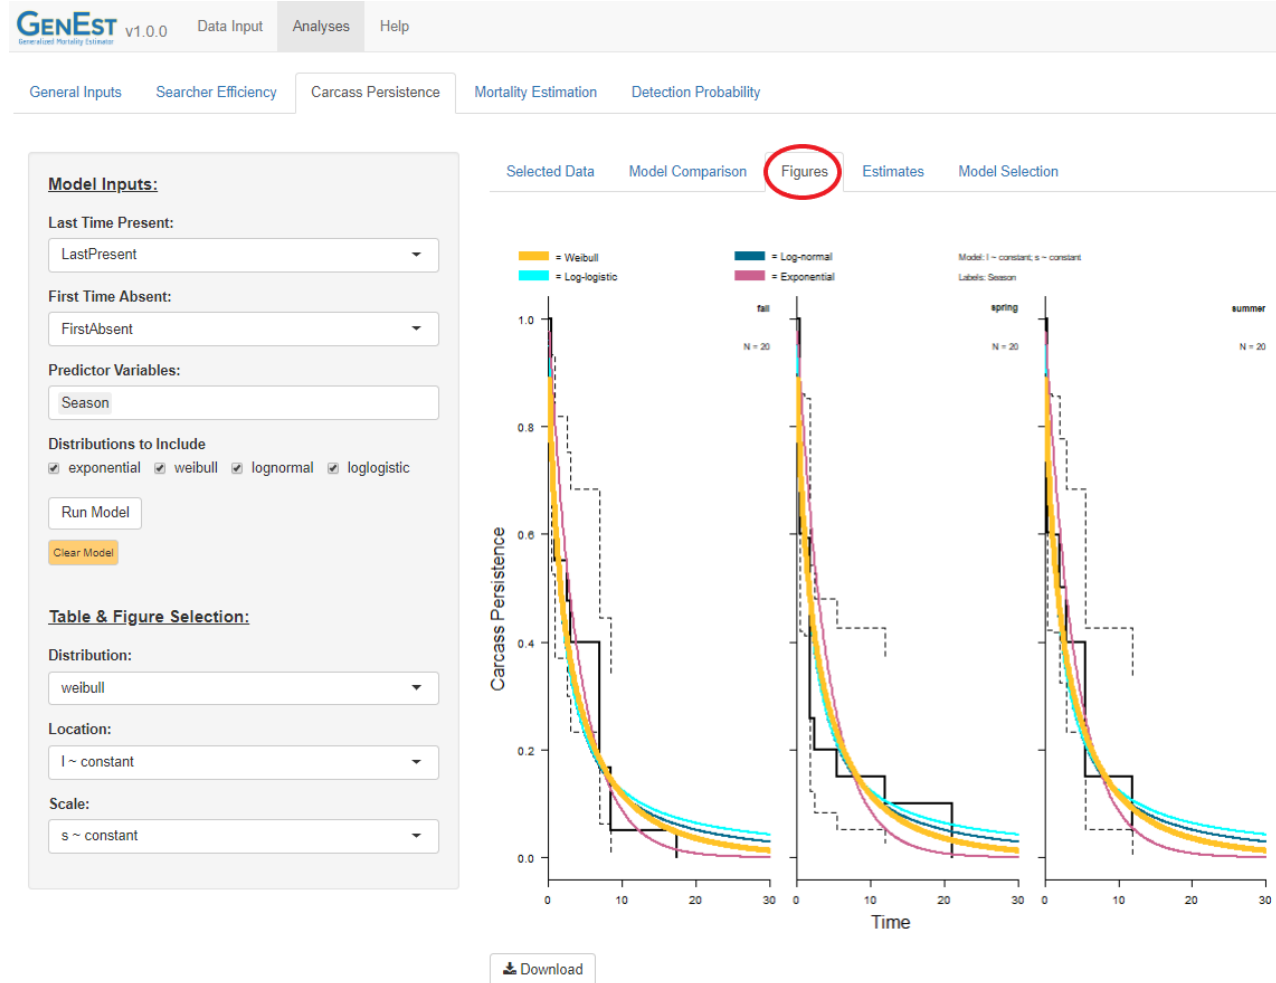 GENEST v1.0.0 Data Input Analyses Help
Generalized Mortality Estimator
General Inputs Searcher Efficiency Carcass Persistence Mortality Estimation Detection Probability
Selected Data Model Comparison Figures Estimates Model Selection
Model Inputs:
Last Time Present:
LastPresent
First Time Absent:
FirstAbsent
Predictor Variables:
Season
Distributions to Include
exponential weibull lognormal loglogistic
Run Model
Clear Model
Table & Figure Selection:
Distribution:
weibull
Location:
l ~ constant
Scale:
s ~ constant
= Weibull = Log-normal Model: l ~ constant; s ~ constant
= Log-logistic = Exponential Labels: Season
fall spring summer
N = 20 N = 20 N = 20
1.0
0.8
0.6
0.4
0.2
0.0
Carcass Persistence
0 10 20 30 0 10 20 30 0 10 20 30
Time
Download